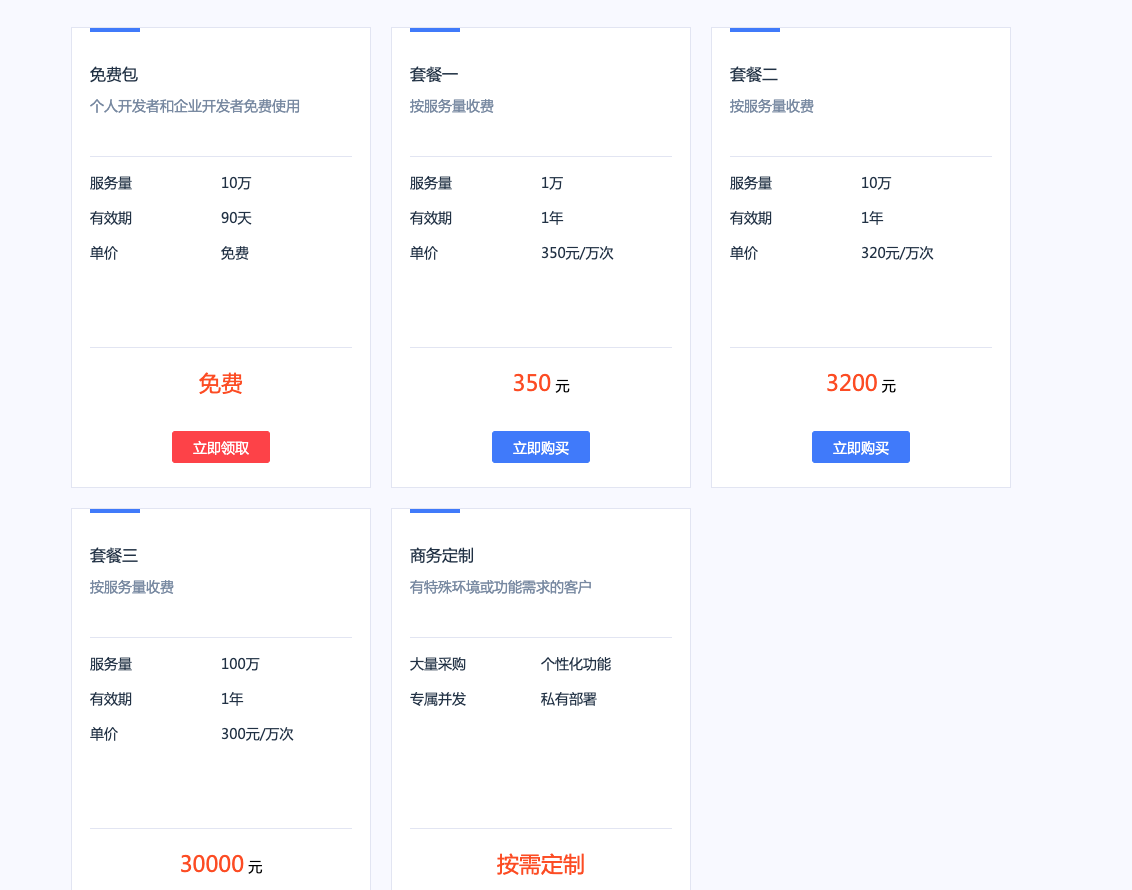 免费包
个人开发者和企业开发者免费使用
服务量 10万
有效期 90天
单价 免费
免费
立即领取
套餐一
按服务量收费
服务量 1万
有效期 1年
单价 350元/万次
350 元
立即购买
套餐二
按服务量收费
服务量 10万
有效期 1年
单价 320元/万次
3200 元
立即购买
套餐三
按服务量收费
服务量 100万
有效期 1年
单价 300元/万次
30000 元
商务定制
有特殊环境或功能需求的客户
大量采购 个性化功能
专属并发 私有部署
按需定制